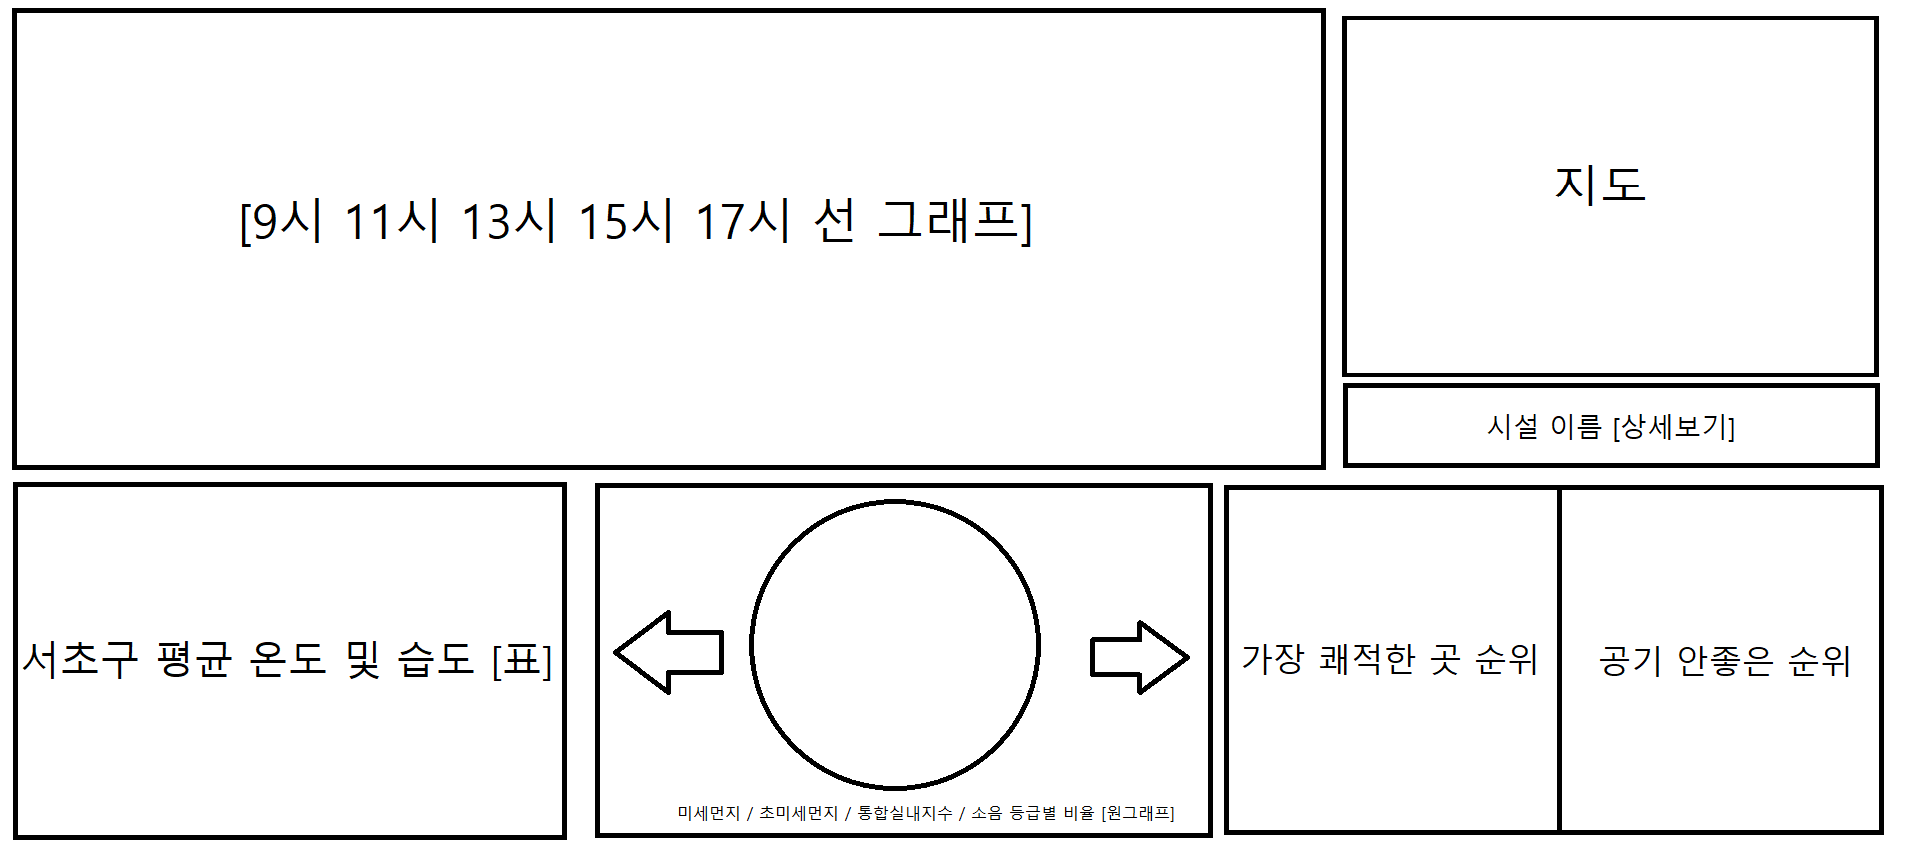 [9시 11시 13시 15시 17시 선 그래프]
지도
시설 이름 [상세보기]
서초구 평균 온도 및 습도 [표]
미세먼지 / 초미세먼지 / 통합실내지수 / 소음 등급별 비율 [원그래프]
가장 쾌적한 곳 순위
공기 안좋은 순위